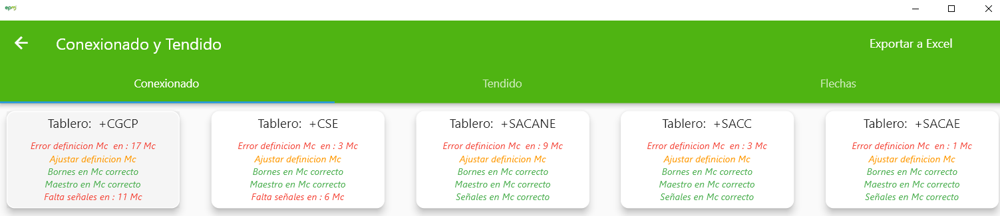 epm
Conexionado y Tendido
Exportar a Excel
Conexionado
Tendido
Flechas
Tablero: +CGCP
Error definicion Mc en : 17 Mc
Ajustar definicion Mc
Bornes en Mc correcto
Maestro en Mc correcto
Falta señales en : 11 Mc
Tablero: +CSE
Error definicion Mc en : 3 Mc
Ajustar definicion Mc
Bornes en Mc correcto
Maestro en Mc correcto
Falta señales en : 6 Mc
Tablero: +SACANE
Error definicion Mc en : 9 Mc
Ajustar definicion Mc
Bornes en Mc correcto
Maestro en Mc correcto
Señales en Mc correcto
Tablero: +SACC
Error definicion Mc en : 3 Mc
Ajustar definicion Mc
Bornes en Mc correcto
Maestro en Mc correcto
Señales en Mc correcto
Tablero: +SACAE
Error definicion Mc en : 1 Mc
Ajustar definicion Mc
Bornes en Mc correcto
Maestro en Mc correcto
Señales en Mc correcto